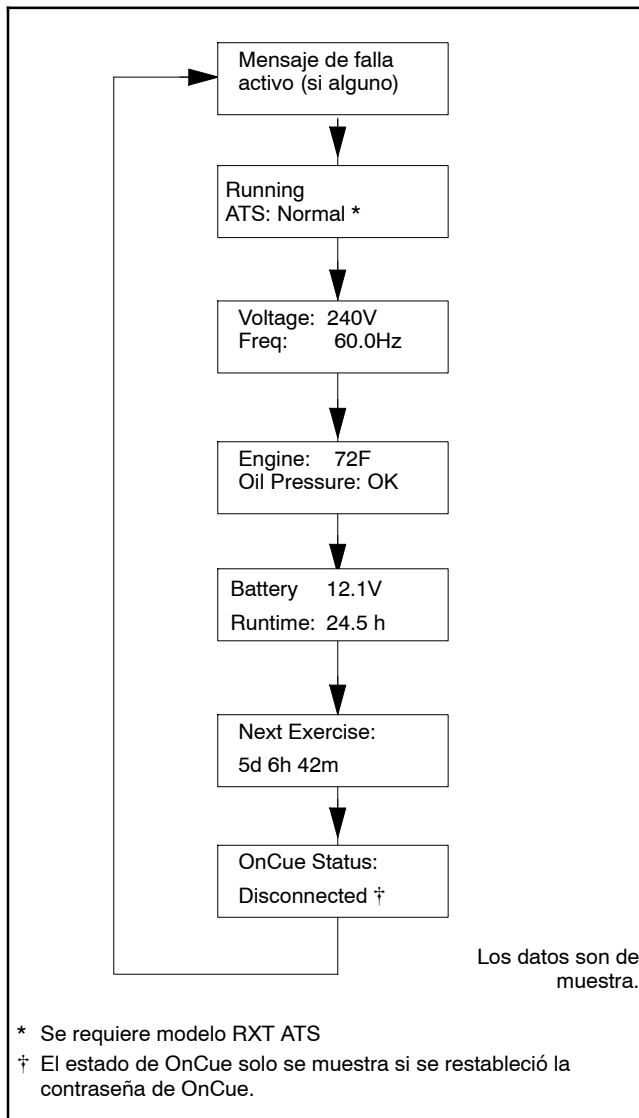 Mensaje de falla
activo (si alguno)
Running
ATS: Normal *
Voltage: 240V
Freq: 60.0Hz
Engine: 72F
Oil Pressure: OK
Battery 12.1V
Runtime: 24.5 h
Next Exercise:
5d 6h 42m
OnCue Status:
Disconnected †
Los datos son de
muestra.
* Se requiere modelo RXT ATS
† El estado de OnCue solo se muestra si se restableció la
contraseña de OnCue.